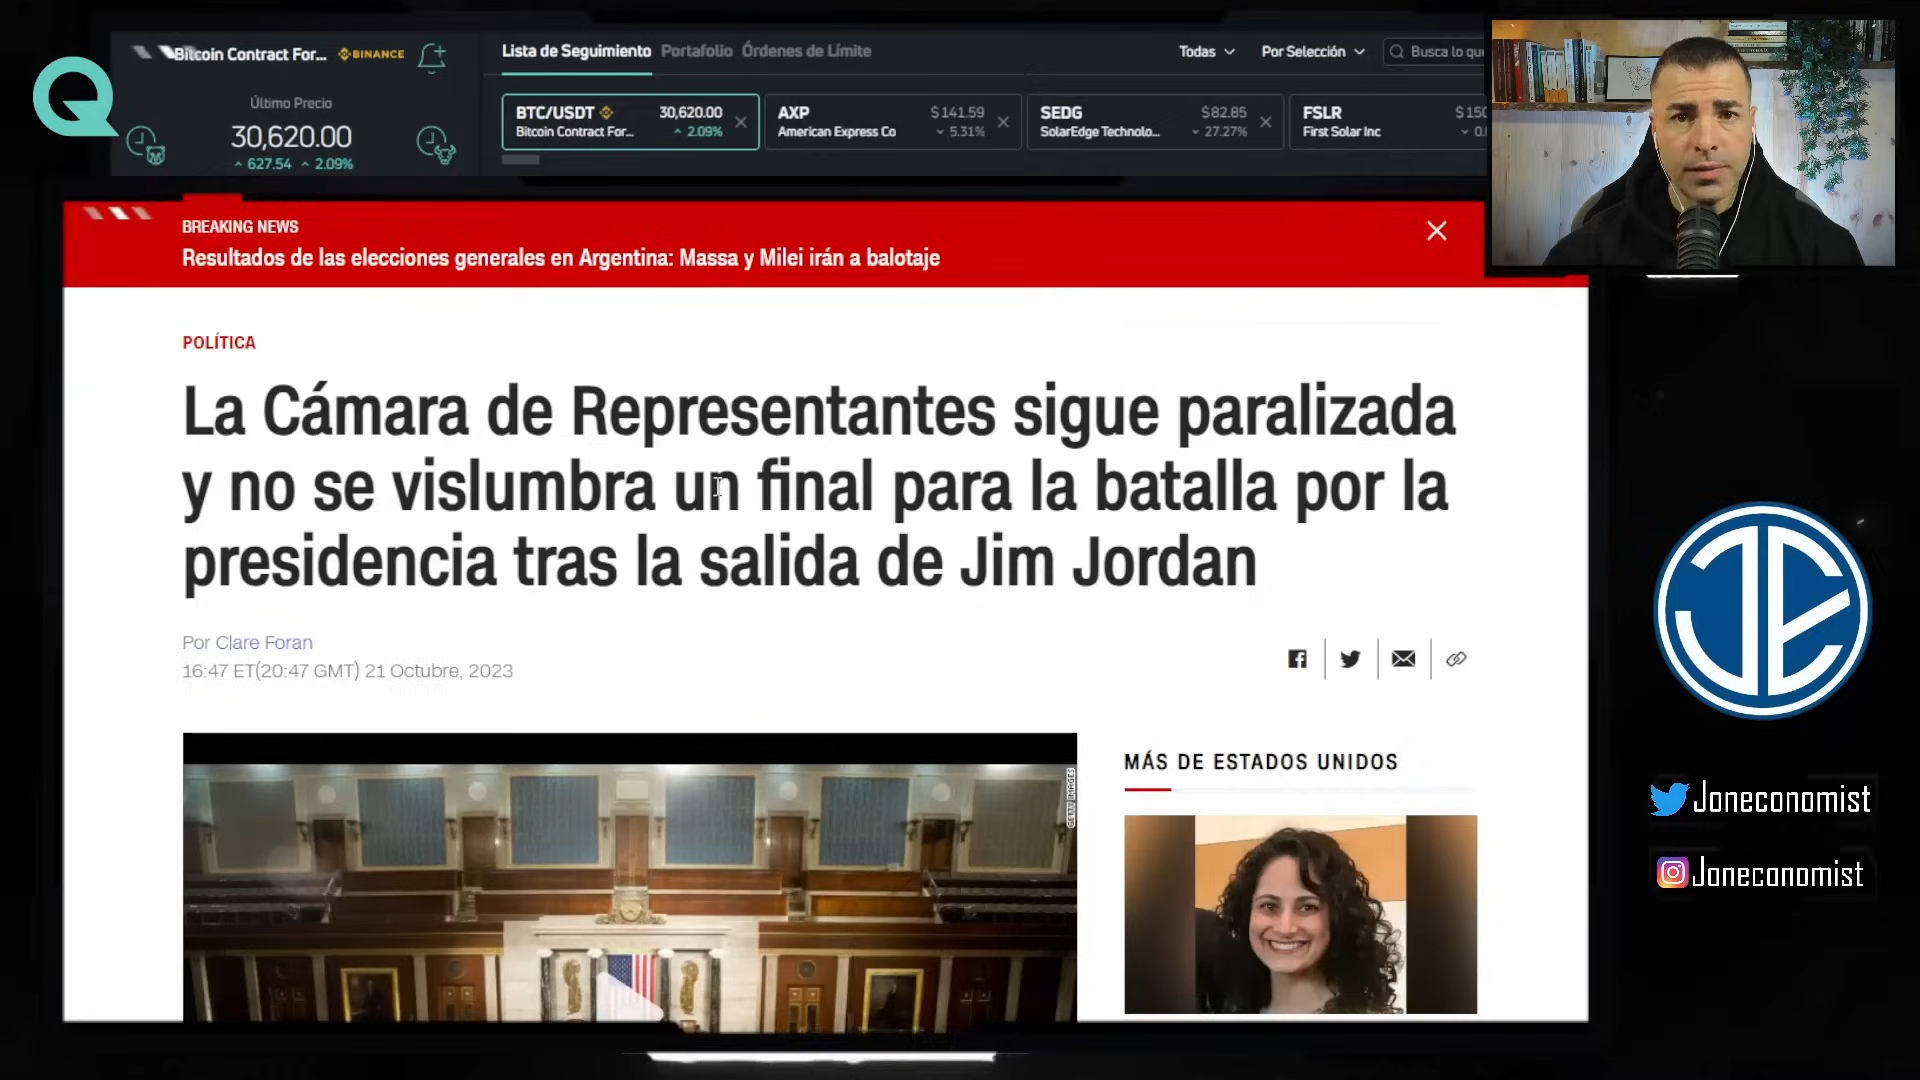 Bitcoin Contract For...
BINANCE
Último Precio
30,620.00
627.54
2.09%
Lista de Seguimiento
Portafolio
Órdenes de Límite
Todas
Por Selección
Busca lo que
BTC/USDT
30,620.00
Bitcoin Contract For...
2.09%
AXP
$141.59
American Express Co
5.31%
SEDG
$82.85
SolarEdge Technolo...
27.27%
FSLR
First Solar Inc
BREAKING NEWS
Resultados de las elecciones generales en Argentina: Massa y Milei irán a balotaje
POLÍTICA
La Cámara de Representantes sigue paralizada
y no se vislumbra un final para la batalla por la
presidencia tras la salida de Jim Jordan
Por Clare Foran
16:47 ET(20:47 GMT) 21 Octubre, 2023
GETTY IMAGES
MÁS DE ESTADOS UNIDOS
JE
Joneconomist
Joneconomist